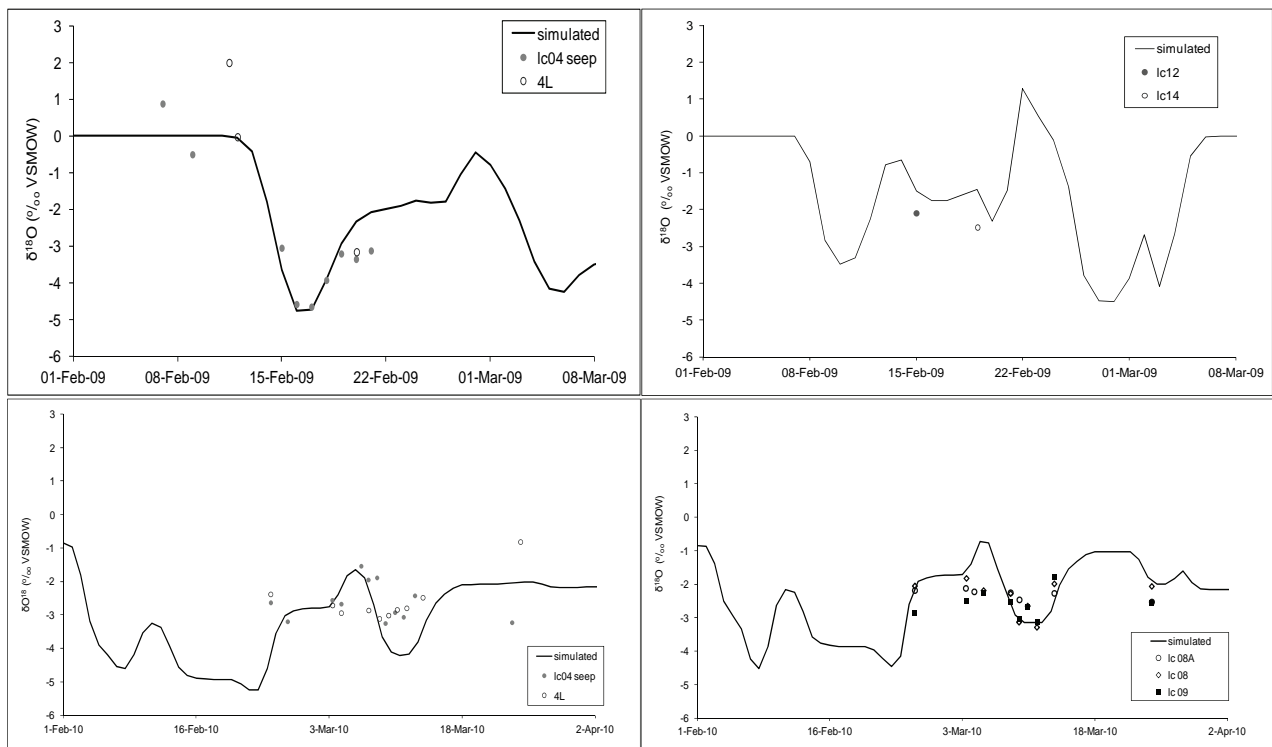 3
2
1
0
-1
-2
-3
-4
-5
-6
δ¹⁸O (º/₀₀ VSMOW)
simulated
lc04 seep
4L
01-Feb-09 08-Feb-09 15-Feb-09 22-Feb-09 01-Mar-09 08-Mar-09
3
2
1
0
-1
-2
-3
-4
-5
-6
δ¹⁸O (º/₀₀ VSMOW)
simulated
lc12
lc14
01-Feb-09 08-Feb-09 15-Feb-09 22-Feb-09 01-Mar-09 08-Mar-09
3
2
1
0
-1
-2
-3
-4
-5
-6
δO¹⁸ (º/₀₀ VSMOW)
simulated
lc04 seep
4L
1-Feb-10 16-Feb-10 3-Mar-10 18-Mar-10 2-Apr-10
3
2
1
0
-1
-2
-3
-4
-5
-6
δ¹⁸O (º/₀₀ VSMOW)
simulated
lc 08A
lc 08
lc 09
1-Feb-10 16-Feb-10 3-Mar-10 18-Mar-10 2-Apr-10